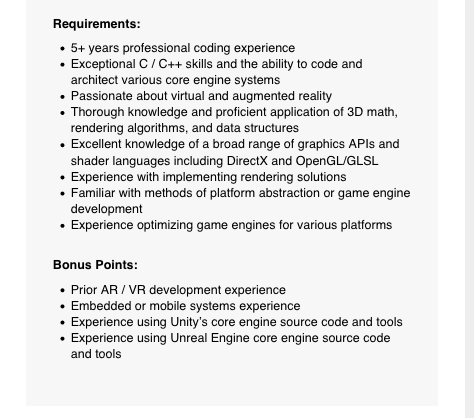 Requirements:
• 5+ years professional coding experience
• Exceptional C / C++ skills and the ability to code and
architect various core engine systems
• Passionate about virtual and augmented reality
• Thorough knowledge and proficient application of 3D math,
rendering algorithms, and data structures
• Excellent knowledge of a broad range of graphics APIs and
shader languages including DirectX and OpenGL/GLSL
• Experience with implementing rendering solutions
• Familiar with methods of platform abstraction or game engine
development
• Experience optimizing game engines for various platforms
Bonus Points:
• Prior AR / VR development experience
• Embedded or mobile systems experience
• Experience using Unity's core engine source code and tools
• Experience using Unreal Engine core engine source code
and tools